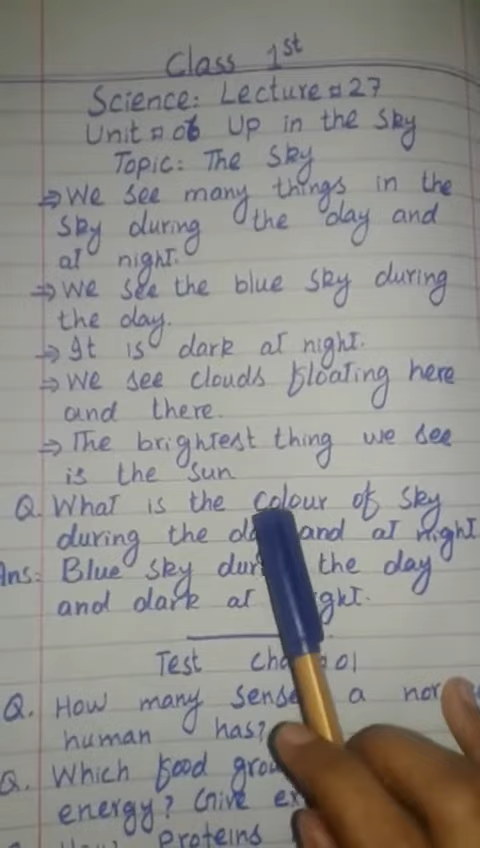 Class 1st
Science: Lecture # 27
Unit # 06 Up in the Sky
Topic: The Sky
⇒ We see many things in the
sky during the day and
at night.
⇒ We see the blue sky during
the day.
⇒ It is dark at night.
⇒ We see clouds floating here
and there.
⇒ The brightest thing we see
is the sun
Q. What is the colour of sky
during the and at night
Ans: Blue sky the day
and dark at
Test 01
Q. How many a
human has?
Q. Which food
energy? Give
Proteins